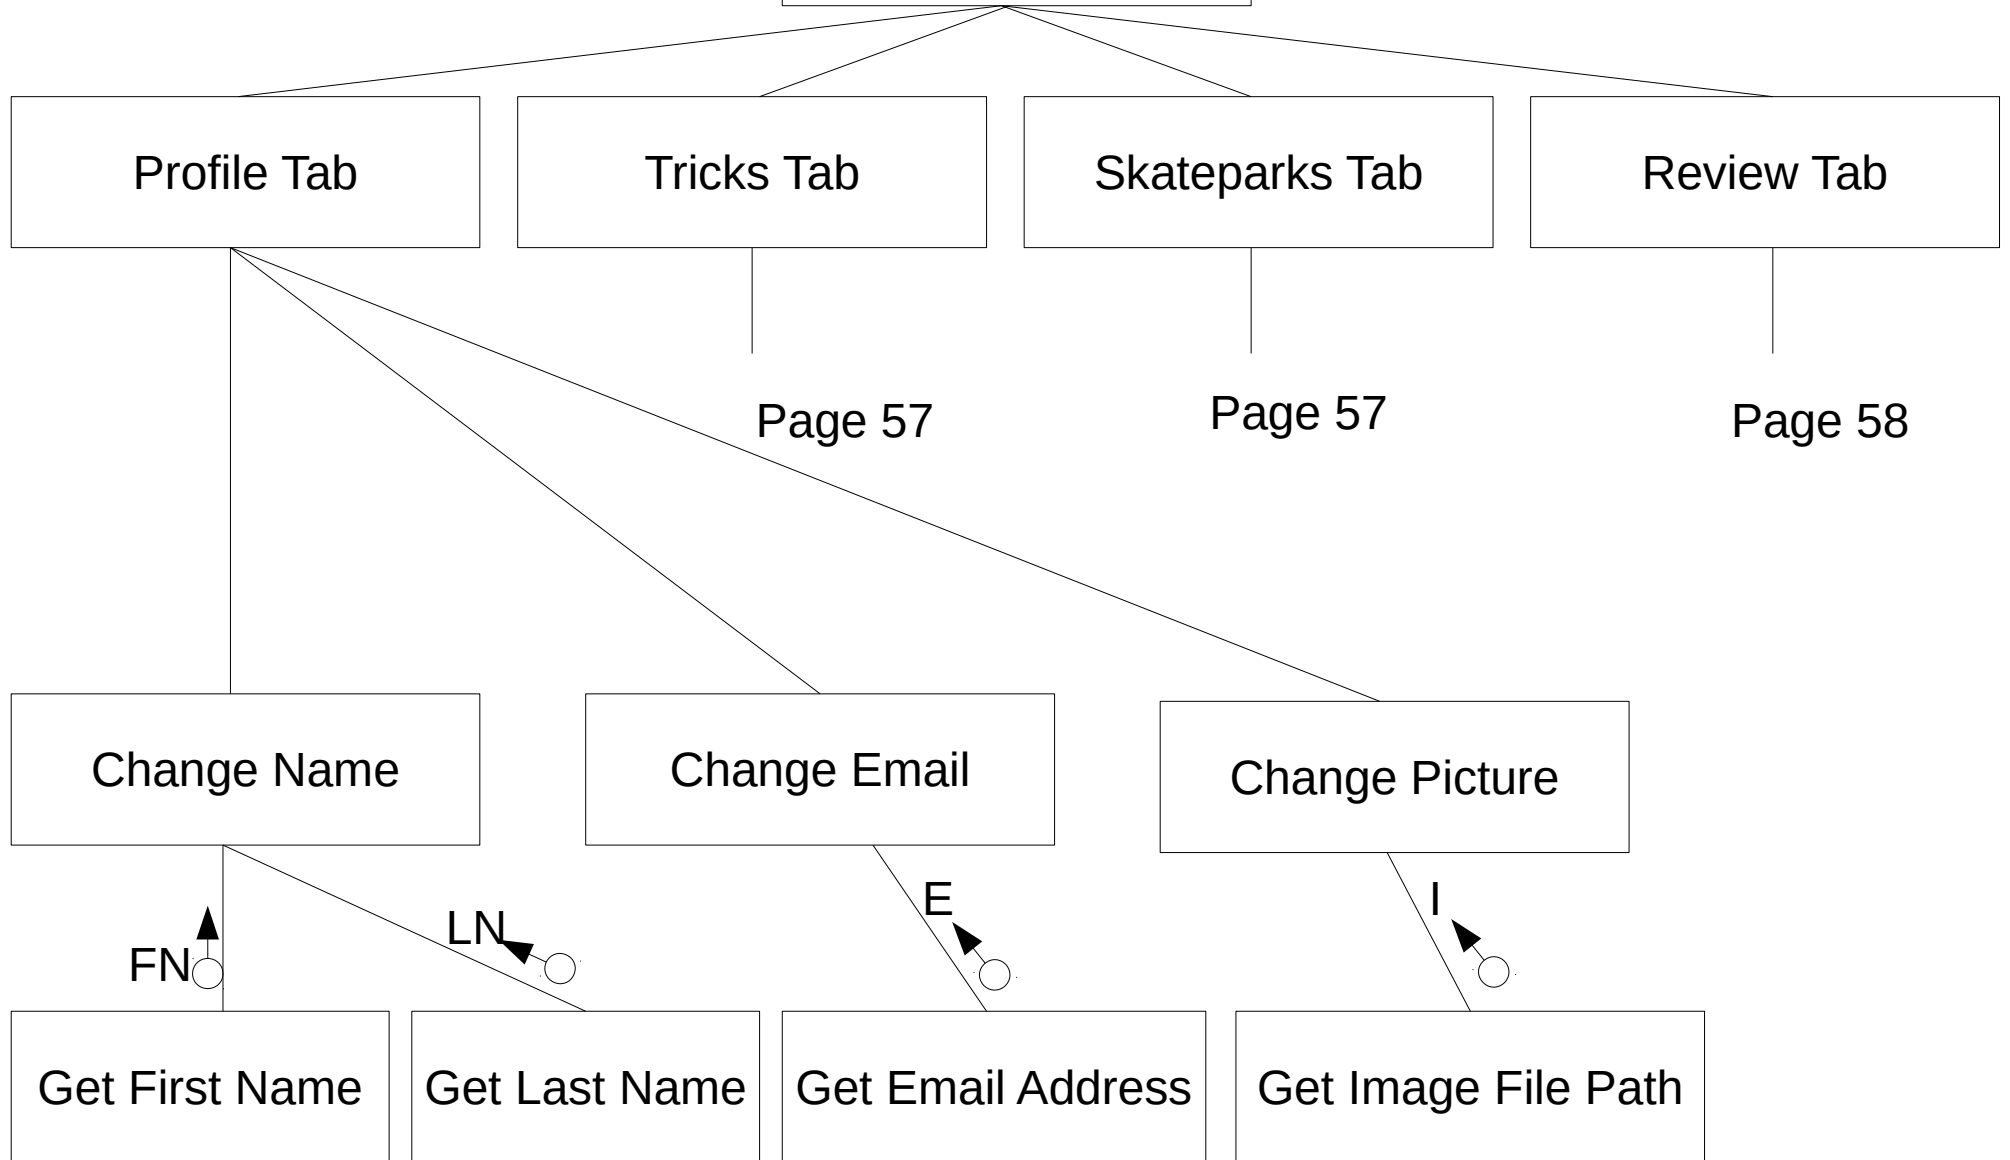 Profile Tab
Tricks Tab
Skateparks Tab
Review Tab
Page 57
Page 57
Page 58
Change Name
Change Email
Change Picture
FN
LN
E
I
Get First Name
Get Last Name
Get Email Address
Get Image File Path